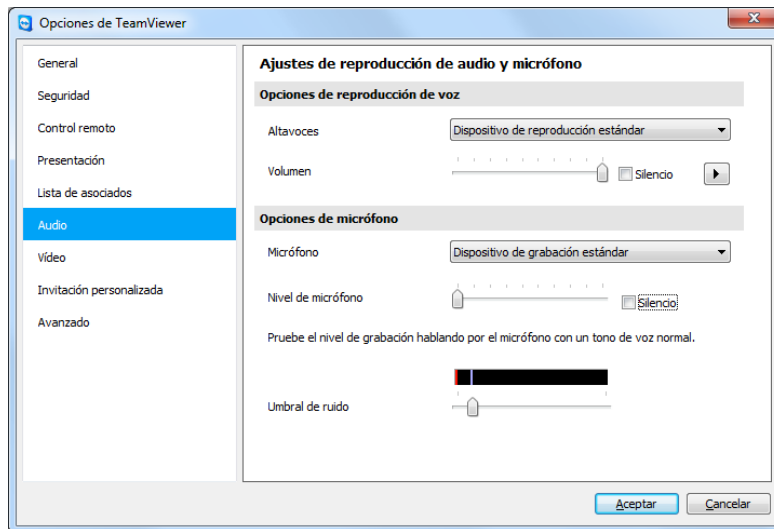 Opciones de TeamViewer
General
Seguridad
Control remoto
Presentación
Lista de asociados
Audio
Vídeo
Invitación personalizada
Avanzado
Ajustes de reproducción de audio y micrófono
Opciones de reproducción de voz
Altavoces
Dispositivo de reproducción estándar
Volumen
Silencio
Opciones de micrófono
Micrófono
Dispositivo de grabación estándar
Nivel de micrófono
Silencio
Pruebe el nivel de grabación hablando por el micrófono con un tono de voz normal.
Umbral de ruido
Aceptar
Cancelar